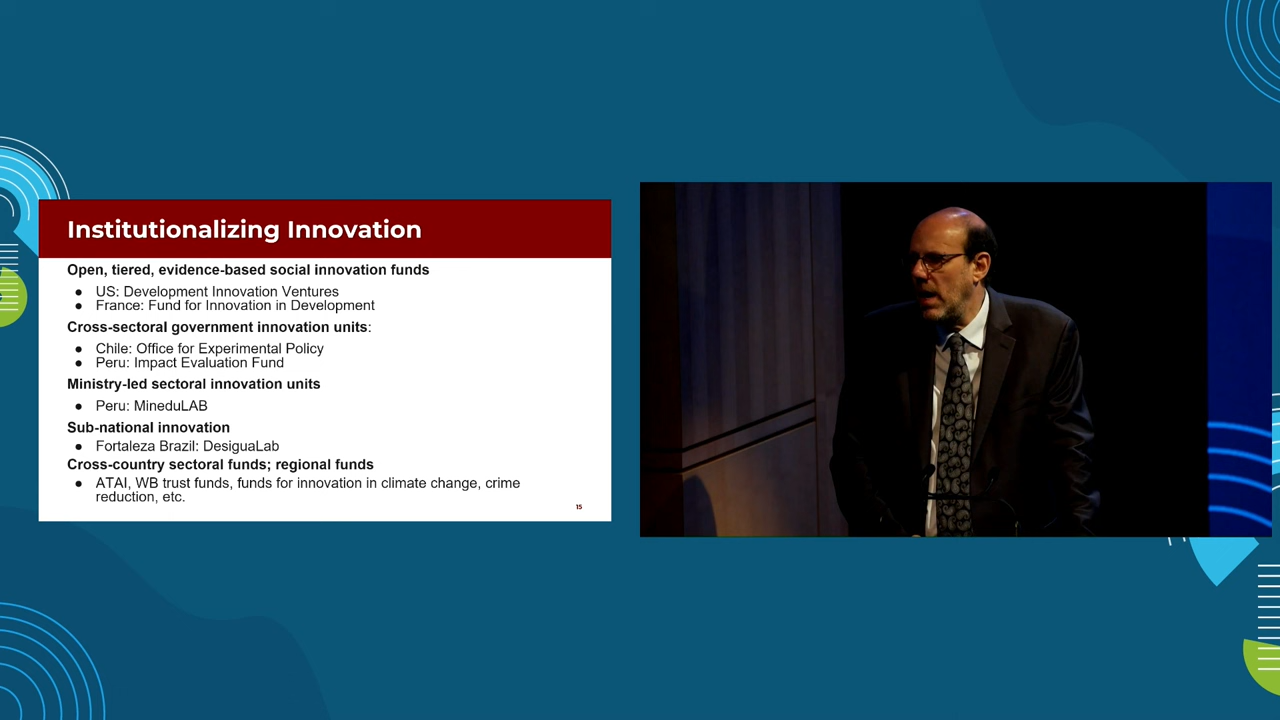 Institutionalizing Innovation
Open, tiered, evidence-based social innovation funds
● US: Development Innovation Ventures
● France: Fund for Innovation in Development
Cross-sectoral government innovation units:
● Chile: Office for Experimental Policy
● Peru: Impact Evaluation Fund
Ministry-led sectoral innovation units
● Peru: MineduLAB
Sub-national innovation
● Fortaleza Brazil: DesiguaLab
Cross-country sectoral funds; regional funds
● ATAI, WB trust funds, funds for innovation in climate change, crime
reduction, etc.
15